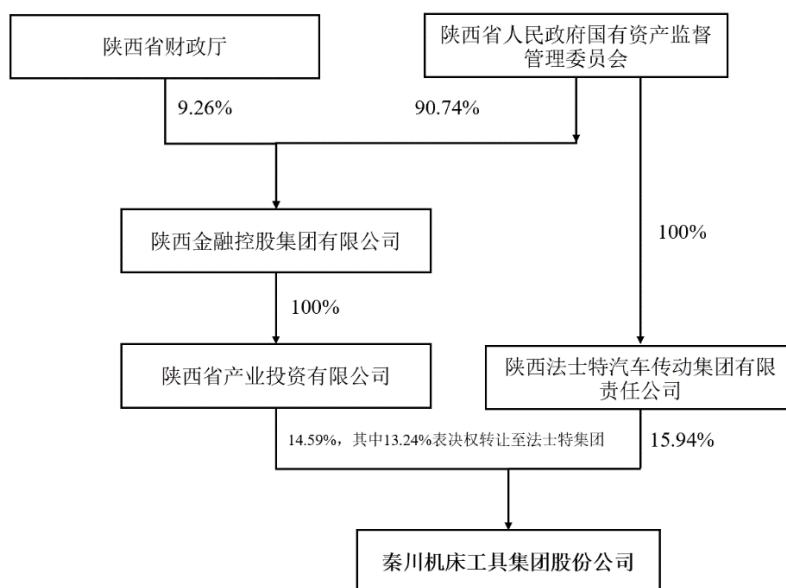 陕西省财政厅
陕西省人民政府国有资产监督
管理委员会
9.26%
90.74%
陕西金融控股集团有限公司
100%
100%
陕西省产业投资有限公司
陕西法士特汽车传动集团有限
责任公司
14.59%，其中13.24%表决权转让至法士特集团
15.94%
秦川机床工具集团股份公司